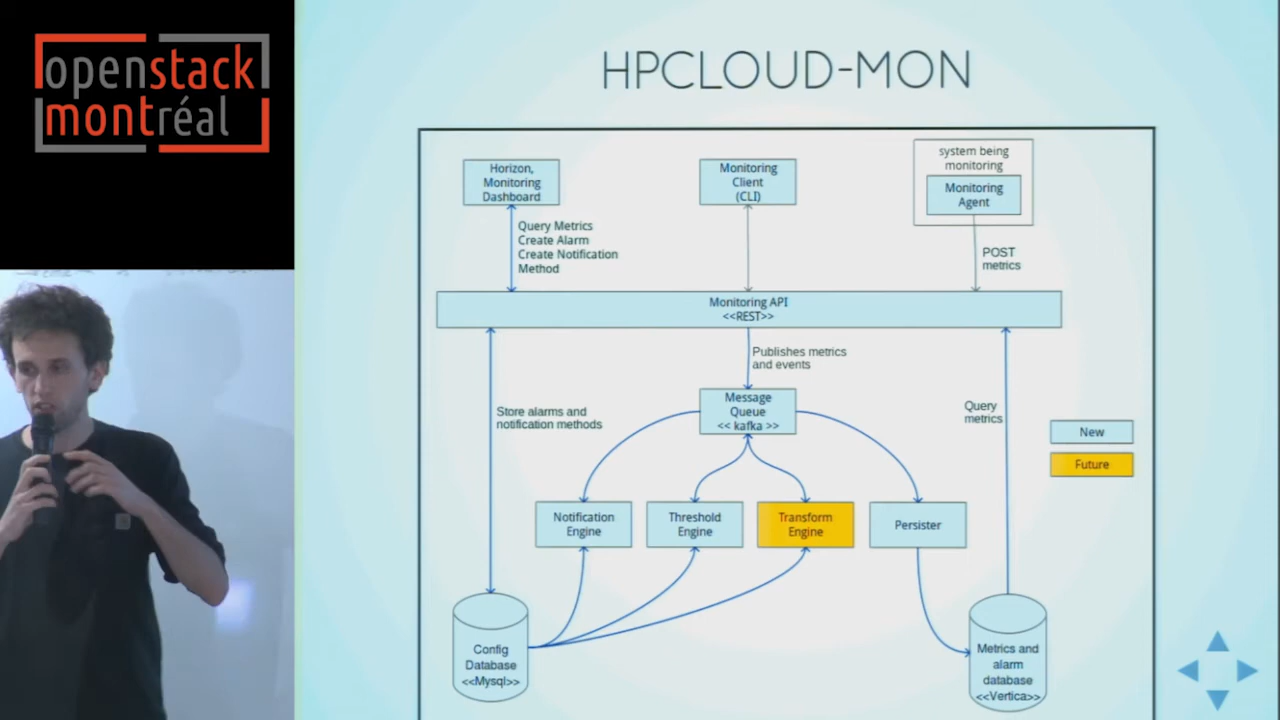 openstack
montréal
HPCLOUD-MON
Horizon,
Monitoring
Dashboard
Monitoring
Client
(CLI)
system being
monitoring
Monitoring
Agent
Query Metrics
Create Alarm
Create Notification
Method
POST
metrics
Monitoring API
<<REST>>
Publishes metrics
and events
Message
Queue
<< kafka >>
Store alarms and
notification methods
Query
metrics
New
Future
Notification
Engine
Threshold
Engine
Transform
Engine
Persister
Config
Database
<<Mysql>>
Metrics and
alarm
database
<<Vertica>>